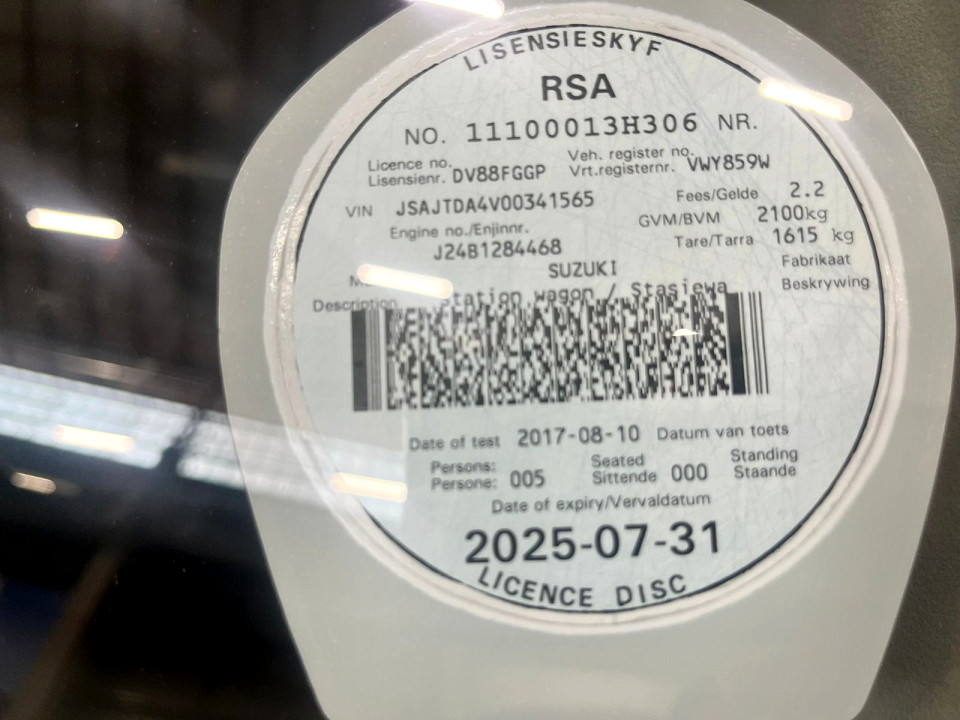 LISENSIESKYF
RSA
NO. 11100013H306 NR.
Licence no. Veh. register no.
Lisensienr. DV88FGGP Vrt.registernr. VWY859W
VIN JSAJTDA4V00341565 Fees/Gelde 2.2
Engine no./Enjinnr. GVM/BVM 2100kg
J24B1284468 Tare/Tarra 1615 kg
SUZUKI Fabrikaat
Description Station wagon / Stasiewa Beskrywing
Date of test 2017-08-10 Datum van toets
Persons: Seated Standing
Persone: 005 Sittende 000 Staande
Date of expiry/Vervaldatum
2025-07-31
LICENCE DISC